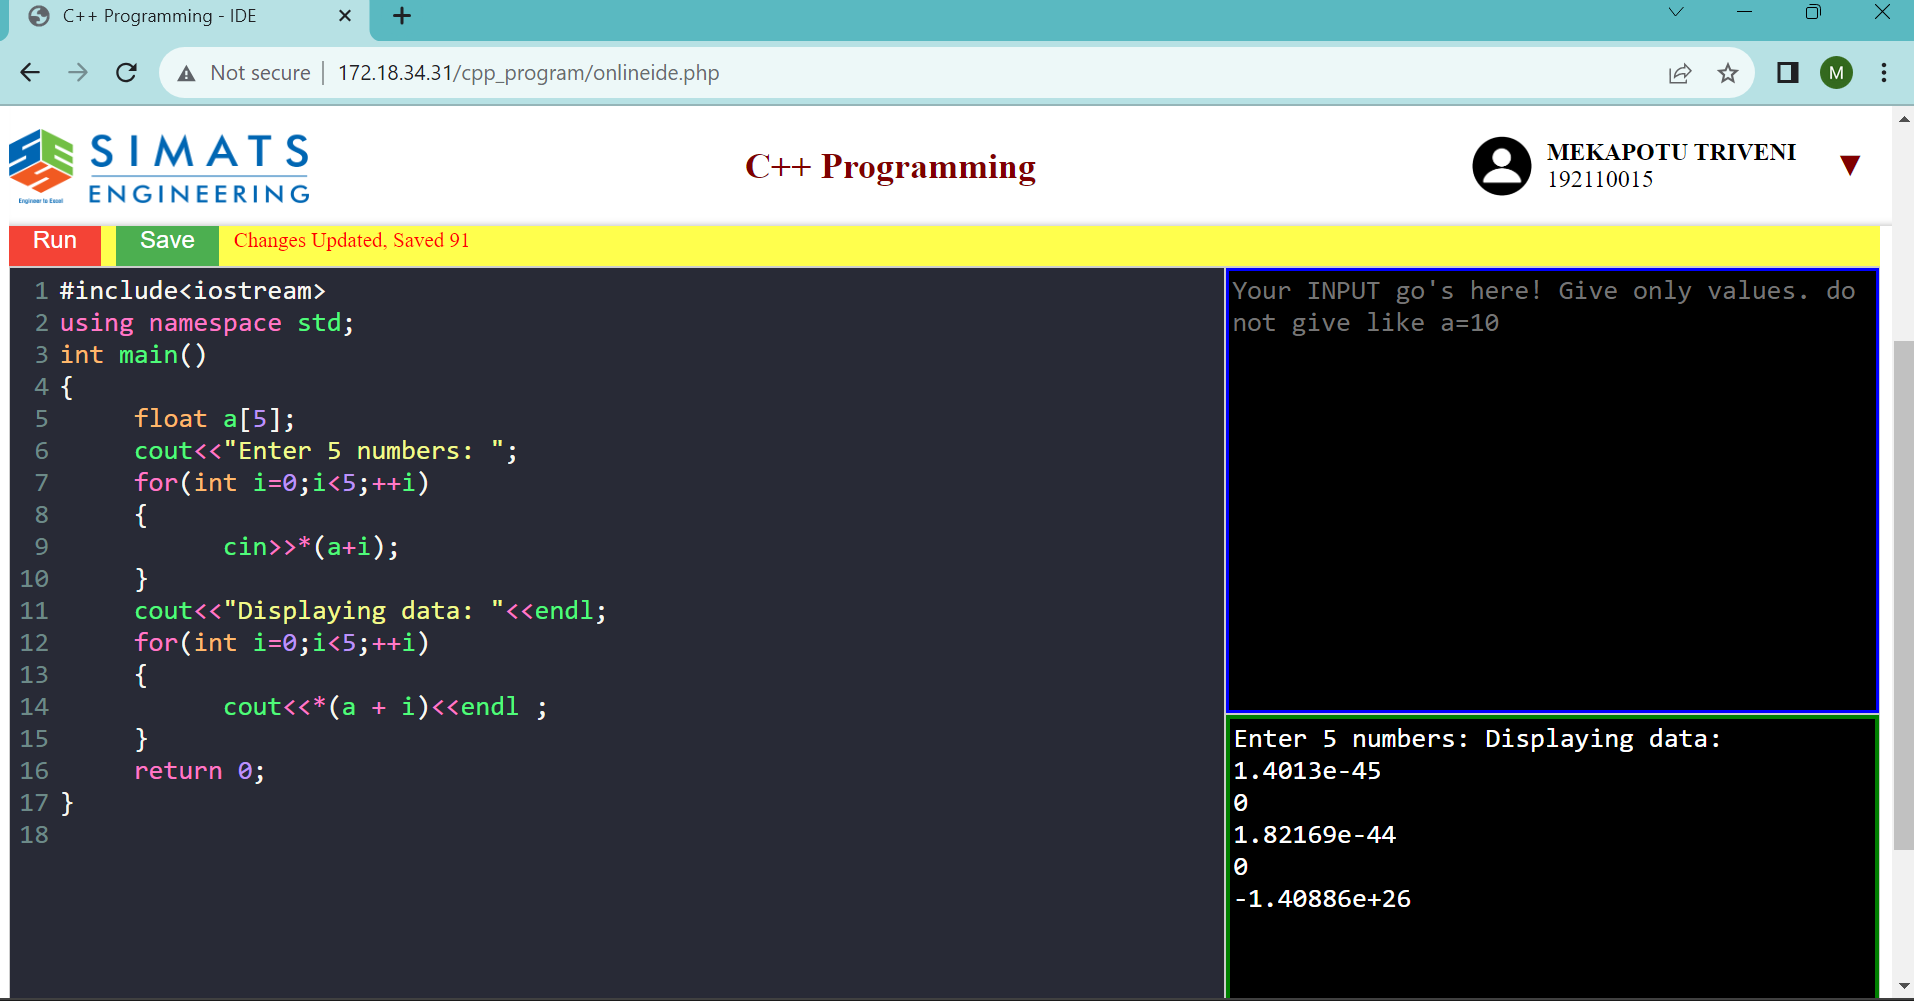 C++ Programming - IDE
Not secure | 172.18.34.31/cpp_program/onlineide.php
M
SIMATS
ENGINEERING
Engineer to Excel
C++ Programming
MEKAPOTU TRIVENI
192110015
Run
Save
Changes Updated, Saved 91
1 #include<iostream>
2 using namespace std;
3 int main()
4 {
5 float a[5];
6 cout<<"Enter 5 numbers: ";
7 for(int i=0;i<5;++i)
8 {
9 cin>>*(a+i);
10 }
11 cout<<"Displaying data: "<<endl;
12 for(int i=0;i<5;++i)
13 {
14 cout<<*(a + i)<<endl ;
15 }
16 return 0;
17 }
18
Your INPUT go's here! Give only values. do
not give like a=10
Enter 5 numbers: Displaying data:
1.4013e-45
0
1.82169e-44
0
-1.40886e+26